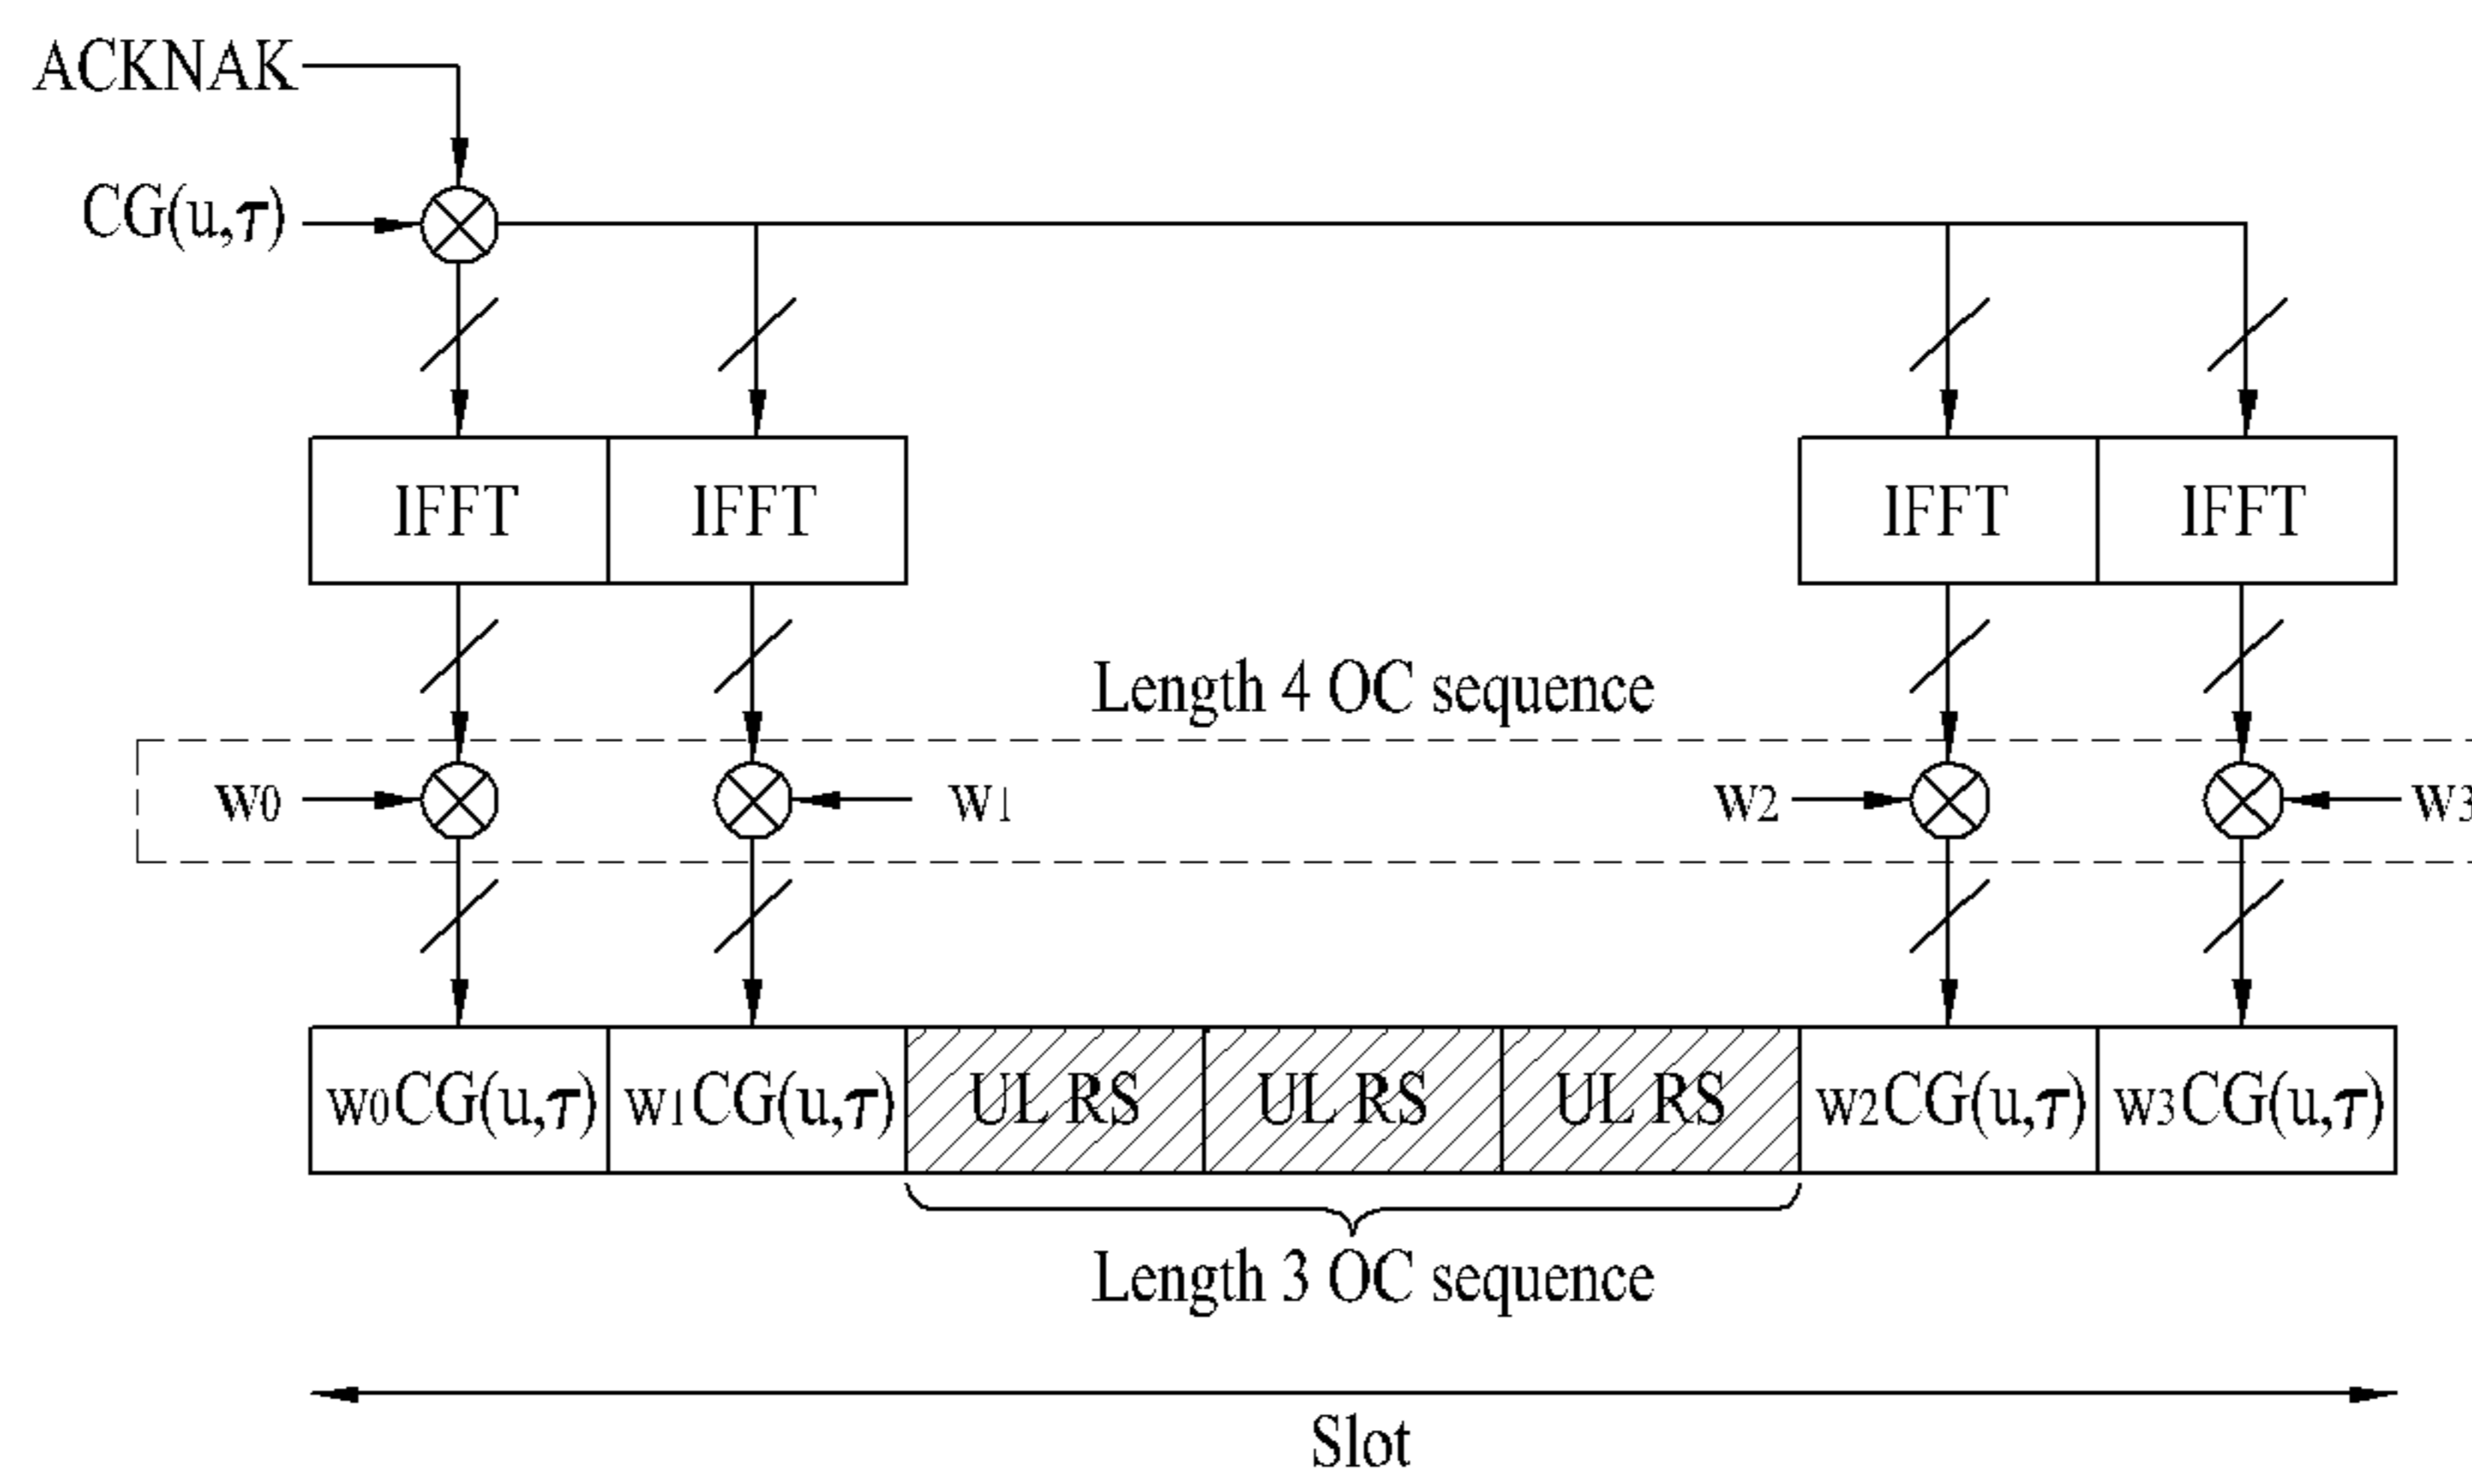 ACKNAK
CG(u,τ)
IFFT IFFT IFFT IFFT
Length 4 OC sequence
w0 w1 w2 w3
w0CG(u,τ) w1CG(u,τ) UL RS UL RS UL RS w2CG(u,τ) w3CG(u,τ)
Length 3 OC sequence
Slot